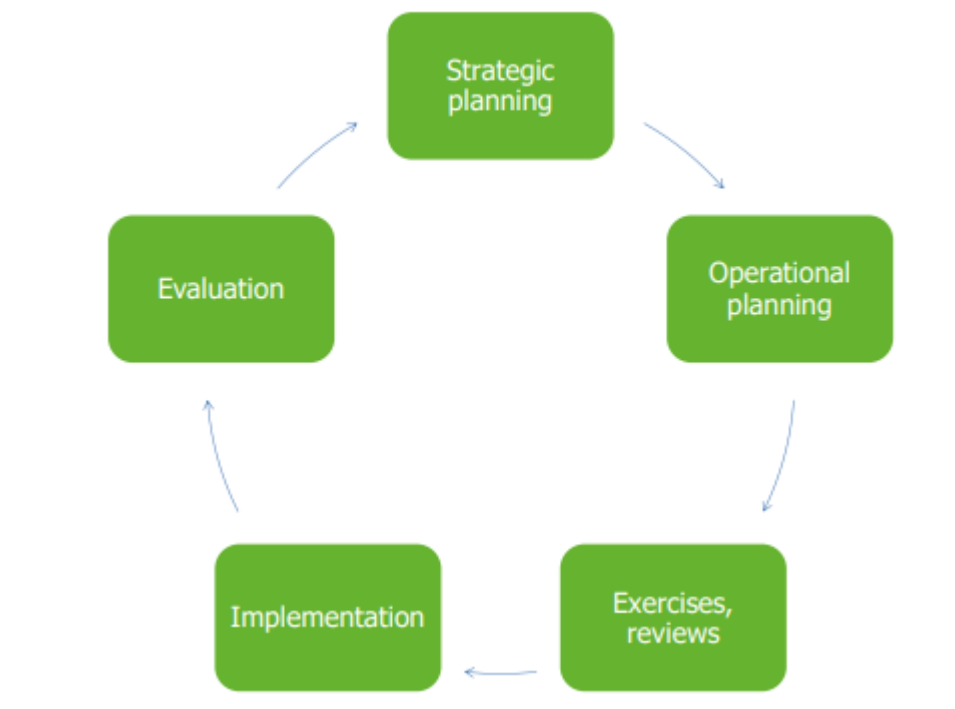 Strategic
planning
Operational
planning
Exercises,
reviews
Implementation
Evaluation